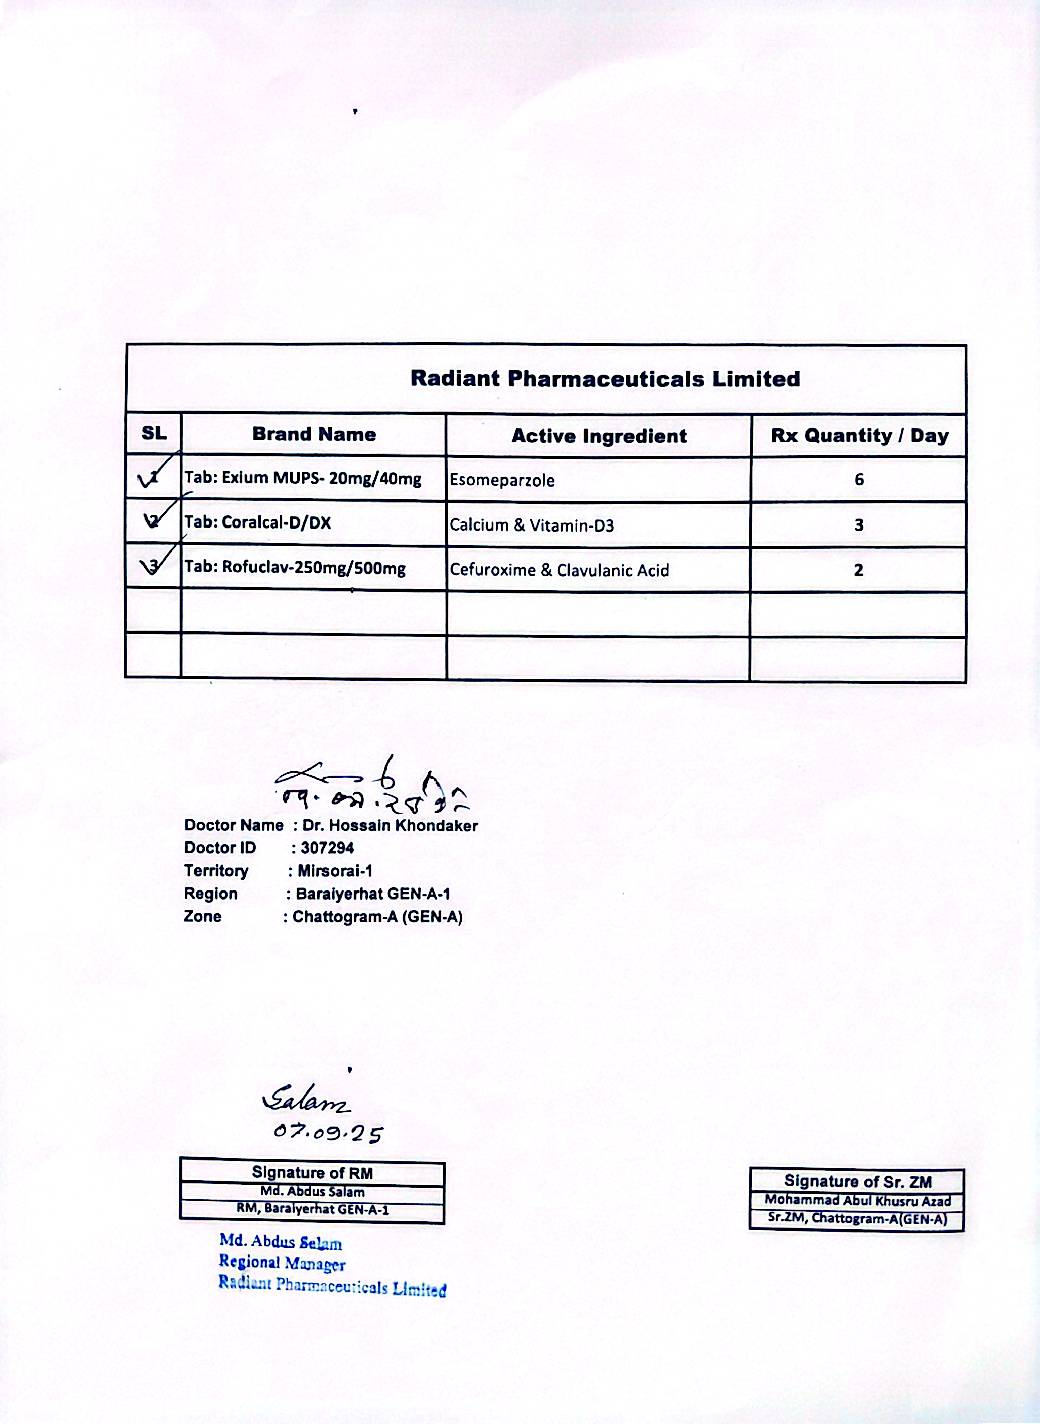 Radiant Pharmaceuticals Limited
SL Brand Name Active Ingredient Rx Quantity / Day
1 Tab: Exium MUPS- 20mg/40mg Esomeparzole 6
2 Tab: Coralcal-D/DX Calcium & Vitamin-D3 3
3 Tab: Rofuclav-250mg/500mg Cefuroxime & Clavulanic Acid 2
Doctor Name : Dr. Hossain Khondaker
Doctor ID : 307294
Territory : Mirsorai-1
Region : Baraiyerhat GEN-A-1
Zone : Chattogram-A (GEN-A)
Salam
07.09.25
Signature of RM
Md. Abdus Salam
RM, Baraiyerhat GEN-A-1
Signature of Sr. ZM
Mohammad Abul Khusru Azad
Sr.ZM, Chattogram-A(GEN-A)
Md. Abdus Selam
Regional Manager
Radiant Pharmaceuticals Limited